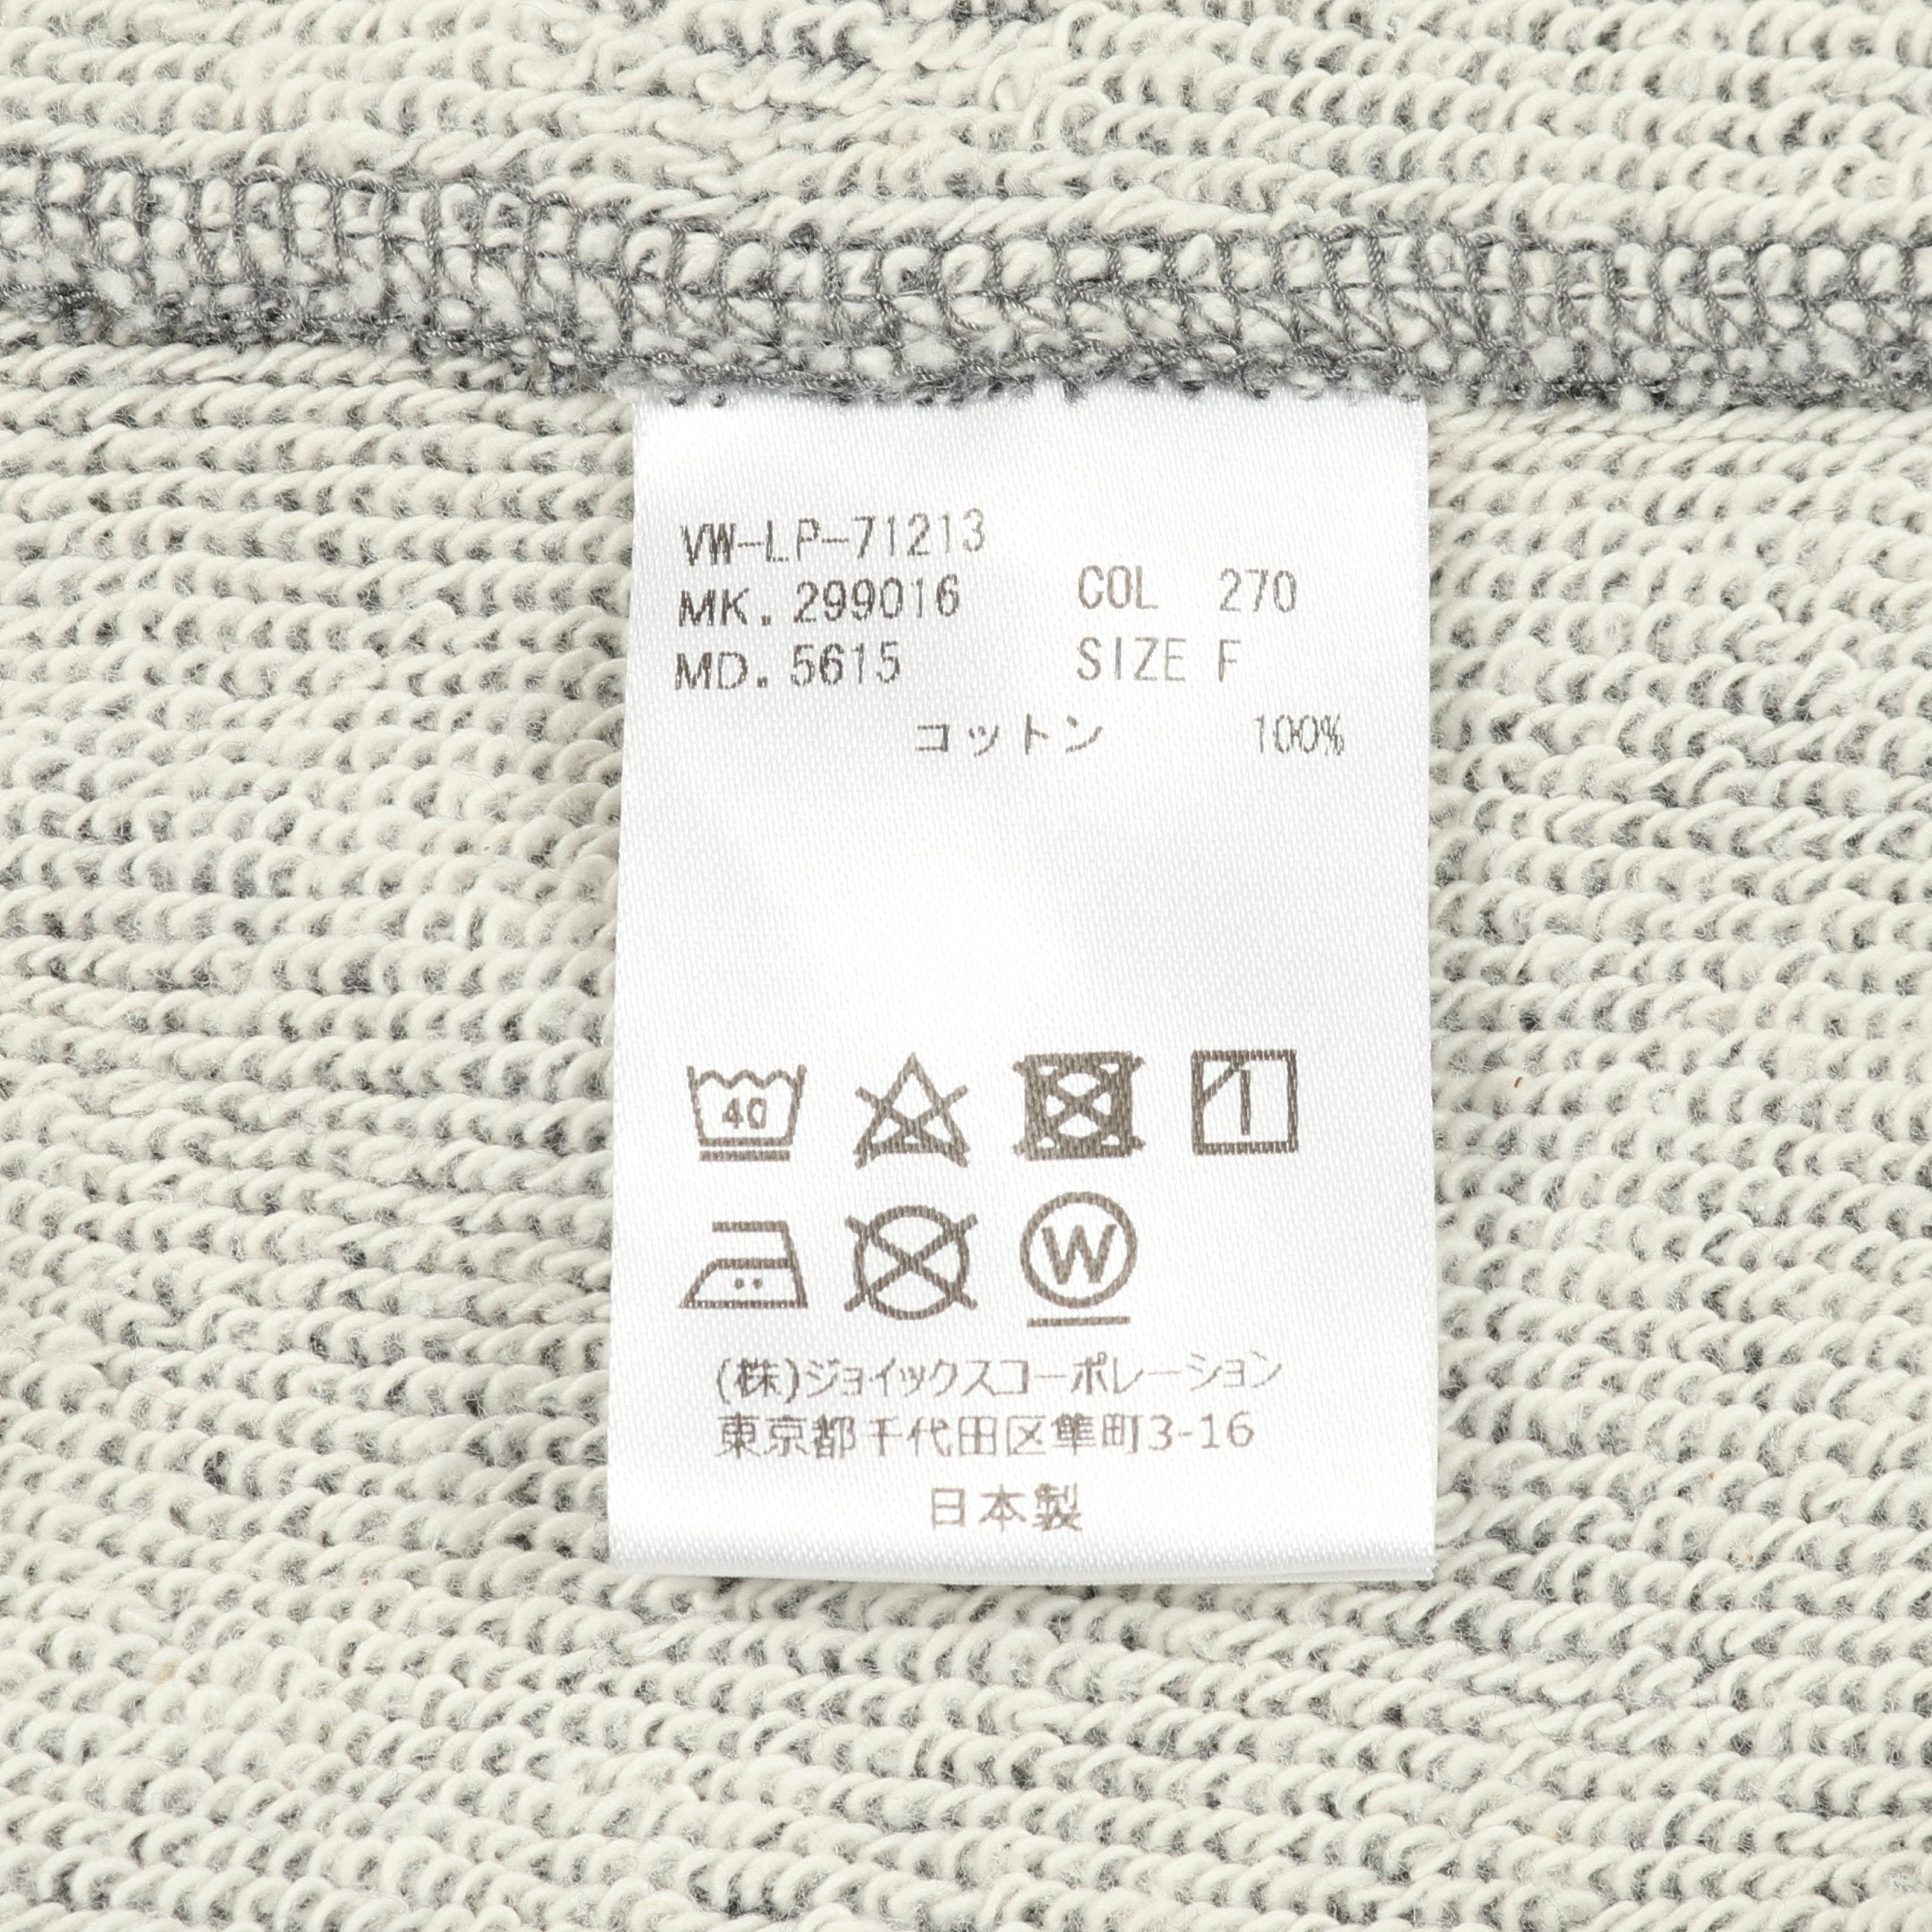 VW-LP-71213
MK. 299016 COL 270
MD. 5615 SIZE F
コットン 100%
40
W
(株)ジョイックスコーポレーション
東京都千代田区隼町3-16
日本製